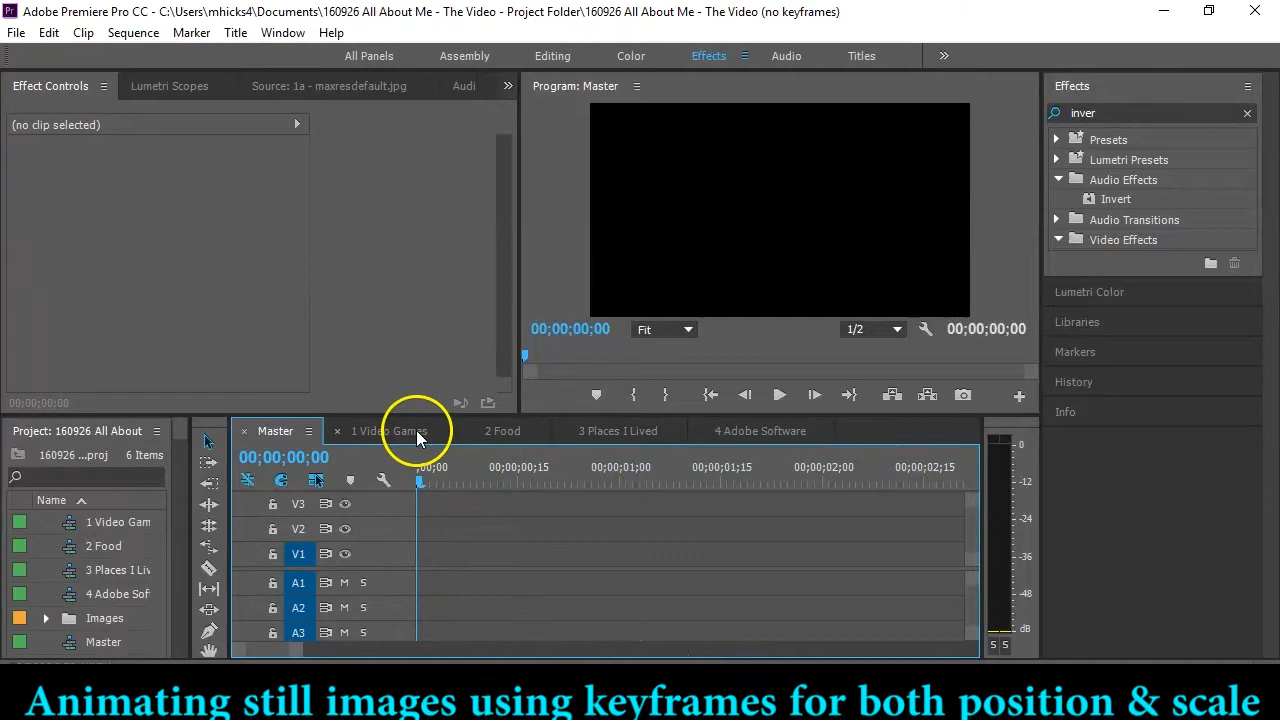 Adobe Premiere Pro CC - C:\Users\mhicks4\Documents\160926 All About Me - The Video - Project Folder\160926 All About Me - The Video (no keyframes)
File Edit Clip Sequence Marker Title Window Help
All Panels Assembly Editing Color Effects Audio Titles
Effect Controls Lumetri Scopes Source: 1a - maxresdefault.jpg Audi
(no clip selected)
00;00;00;00
Program: Master
00;00;00;00 Fit 1/2 00;00;00;00
Effects
inver
Presets
Lumetri Presets
Audio Effects
Invert
Audio Transitions
Video Effects
Lumetri Color
Libraries
Markers
History
Info
Project: 160926 All About
160926 ...proj 6 Items
Name
1 Video Gam
2 Food
3 Places I Liv
4 Adobe Soft
Images
Master
Master 1 Video Games 2 Food 3 Places I Lived 4 Adobe Software
00;00;00;00
;00;00 00;00;00;15 00;00;01;00 00;00;01;15 00;00;02;00 00;00;02;15
V3
V2
V1
A1 M S
A2 M S
A3 M S
0
-12
-24
-36
-48
dB
S S
Animating still images using keyframes for both position & scale